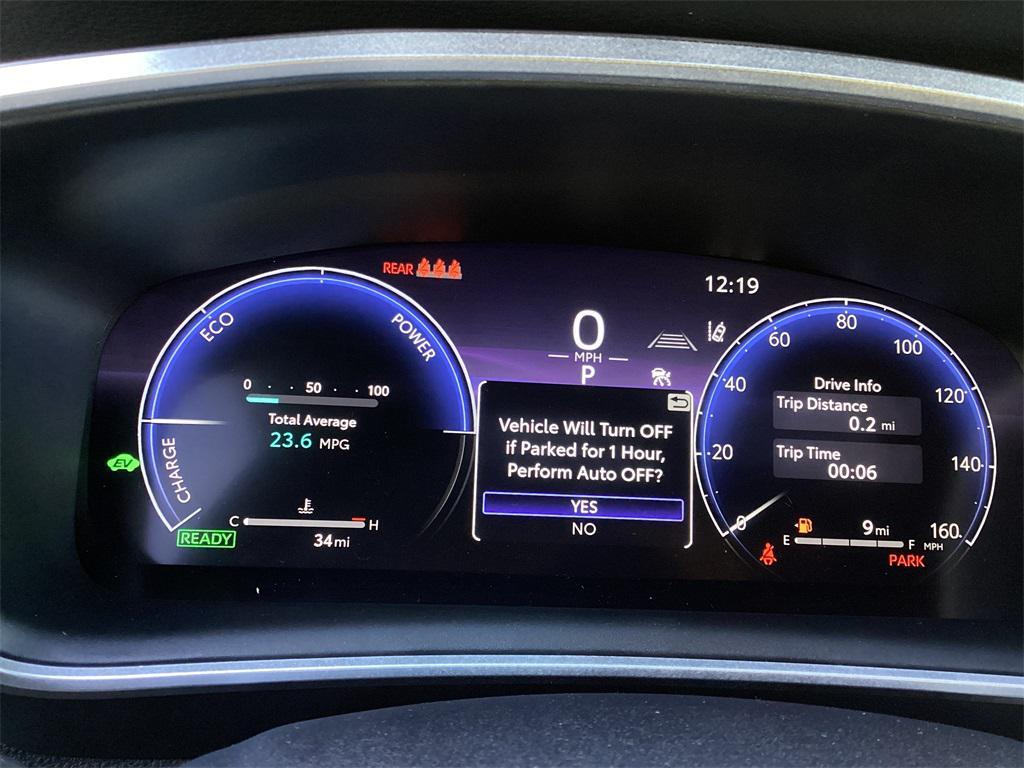 REAR
12:19
ECO
POWER
CHARGE
0 50 100
Total Average
23.6 MPG
EV
READY
C H
34 mi
0
MPH
P
Vehicle Will Turn OFF
if Parked for 1 Hour,
Perform Auto OFF?
YES
NO
0 20 40 60 80 100 120 140 160
MPH
Drive Info
Trip Distance
0.2 mi
Trip Time
00:06
9 mi
E F
PARK